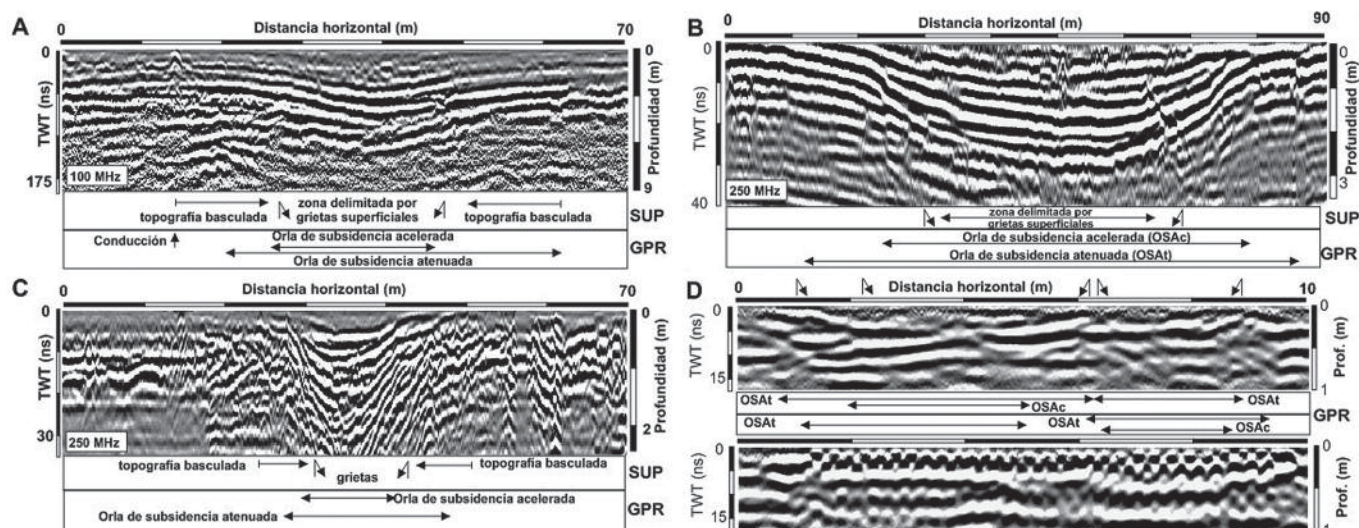 A
Distancia horizontal (m)
0
70
0
TWT (ns)
175
100 MHz
0
Profundidad (m)
9
topografía basculada
zona delimitada por
grietas superficiales
topografía basculada
SUP
Conducción
Orla de subsidencia acelerada
Orla de subsidencia atenuada
GPR
B
0
Distancia horizontal (m)
90
0
TWT (ns)
40
250 MHz
0
Profundidad (m)
3
zona delimitada por
grietas superficiales
SUP
Orla de subsidencia acelerada (OSAc)
Orla de subsidencia atenuada (OSAt)
GPR
C
0
Distancia horizontal (m)
70
0
TWT (ns)
30
250 MHz
0
Profundidad (m)
2
topografía basculada
grietas
topografía basculada
SUP
Orla de subsidencia acelerada
Orla de subsidencia atenuada
GPR
D
0
Distancia horizontal (m)
10
0
TWT (ns)
15
0
Prof. (m)
1
OSAt
OSAc
OSAt
GPR
OSAt
OSAt
OSAc
0
TWT (ns)
15
0
Prof. (m)